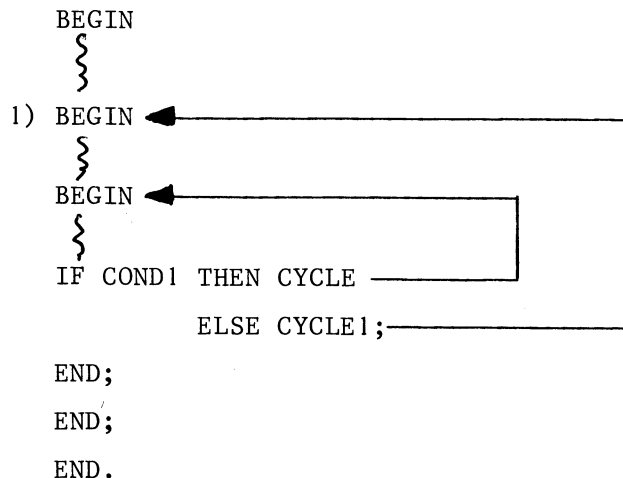 BEGIN
1) BEGIN
BEGIN
IF COND1 THEN CYCLE
ELSE CYCLE1;
END;
END;
END.